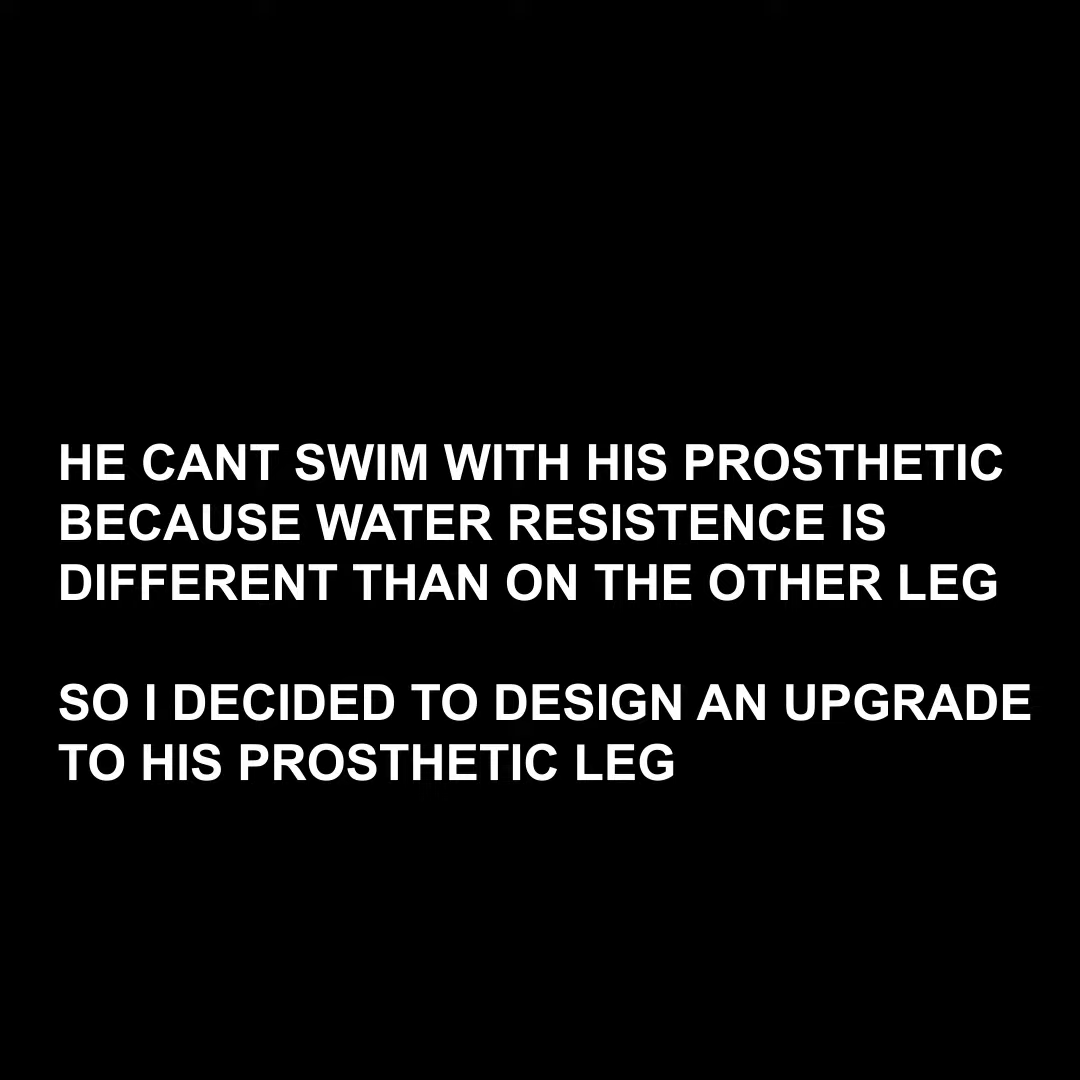 HE CANT SWIM WITH HIS PROSTHETIC
BECAUSE WATER RESISTENCE IS
DIFFERENT THAN ON THE OTHER LEG
SO I DECIDED TO DESIGN AN UPGRADE
TO HIS PROSTHETIC LEG